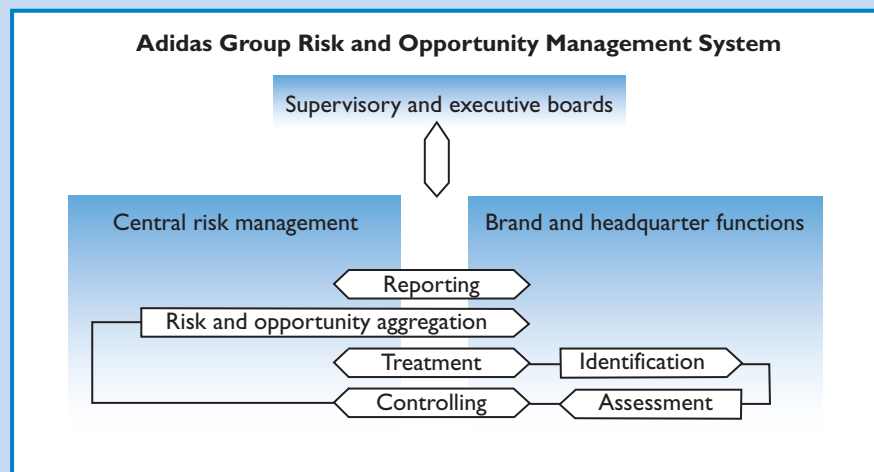 Adidas Group Risk and Opportunity Management System
Supervisory and executive boards
Central risk management
Brand and headquarter functions
Reporting
Risk and opportunity aggregation
Treatment
Identification
Controlling
Assessment